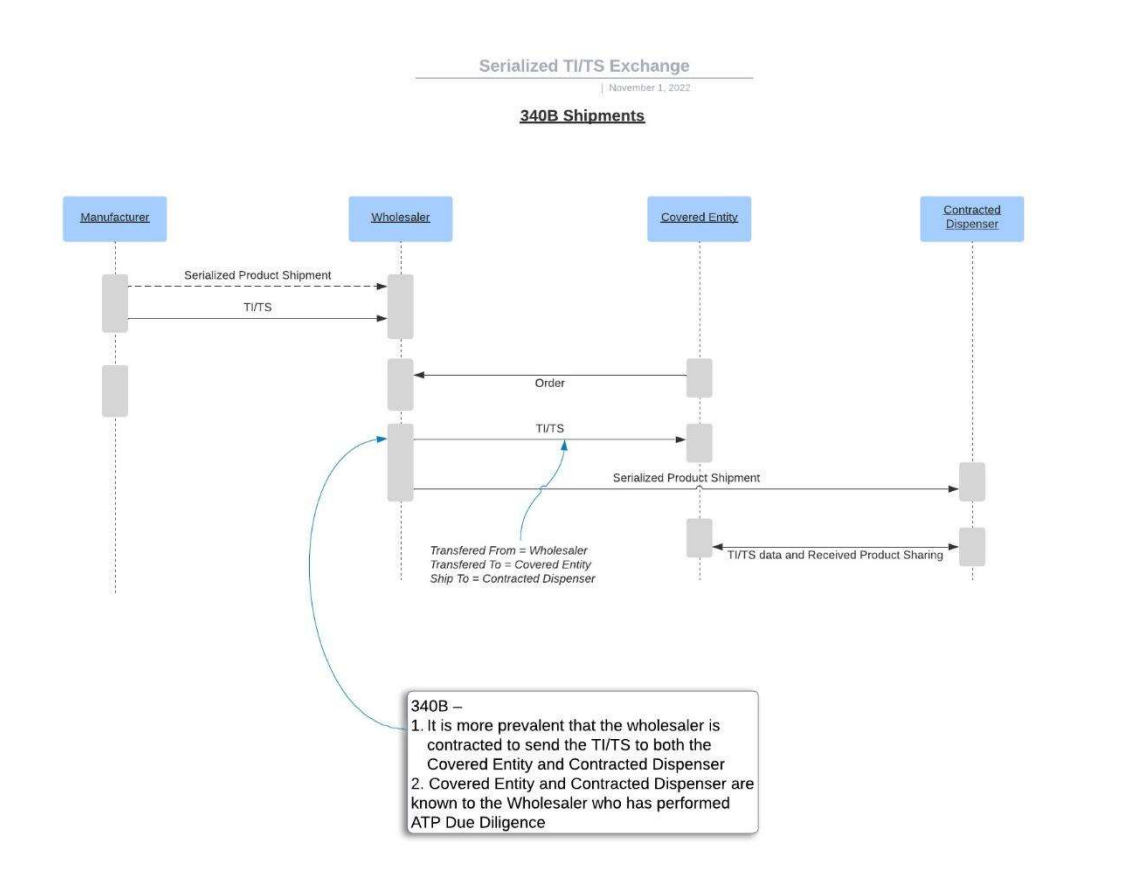 Serialized TI/TS Exchange
| November 1, 2022
340B Shipments
Manufacturer
Wholesaler
Covered Entity
Contracted
Dispenser
Serialized Product Shipment
TI/TS
Order
TI/TS
Serialized Product Shipment
Transfered From = Wholesaler
Transfered To = Covered Entity
Ship To = Contracted Dispenser
TI/TS data and Received Product Sharing
340B –
1. It is more prevalent that the wholesaler is
contracted to send the TI/TS to both the
Covered Entity and Contracted Dispenser
2. Covered Entity and Contracted Dispenser are
known to the Wholesaler who has performed
ATP Due Diligence